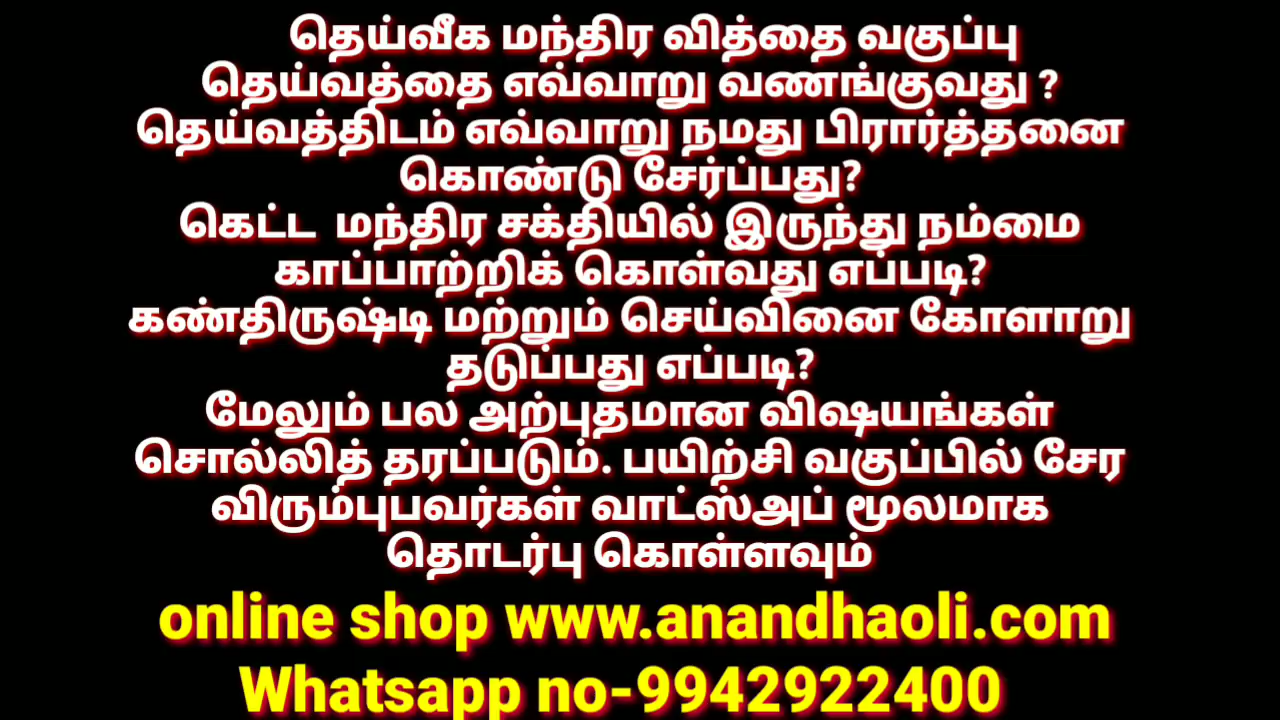 தெய்வீக மந்திர வித்தை வகுப்பு
தெய்வத்தை எவ்வாறு வணங்குவது ?
தெய்வத்திடம் எவ்வாறு நமது பிரார்த்தனை
கொண்டு சேர்ப்பது?
கெட்ட மந்திர சக்தியில் இருந்து நம்மை
காப்பாற்றிக் கொள்வது எப்படி?
கண்திருஷ்டி மற்றும் செய்வினை கோளாறு
தடுப்பது எப்படி?
மேலும் பல அற்புதமான விஷயங்கள்
சொல்லித் தரப்படும். பயிற்சி வகுப்பில் சேர
விரும்புபவர்கள் வாட்ஸ்அப் மூலமாக
தொடர்பு கொள்ளவும்
online shop www.anandhaoli.com
Whatsapp no-9942922400